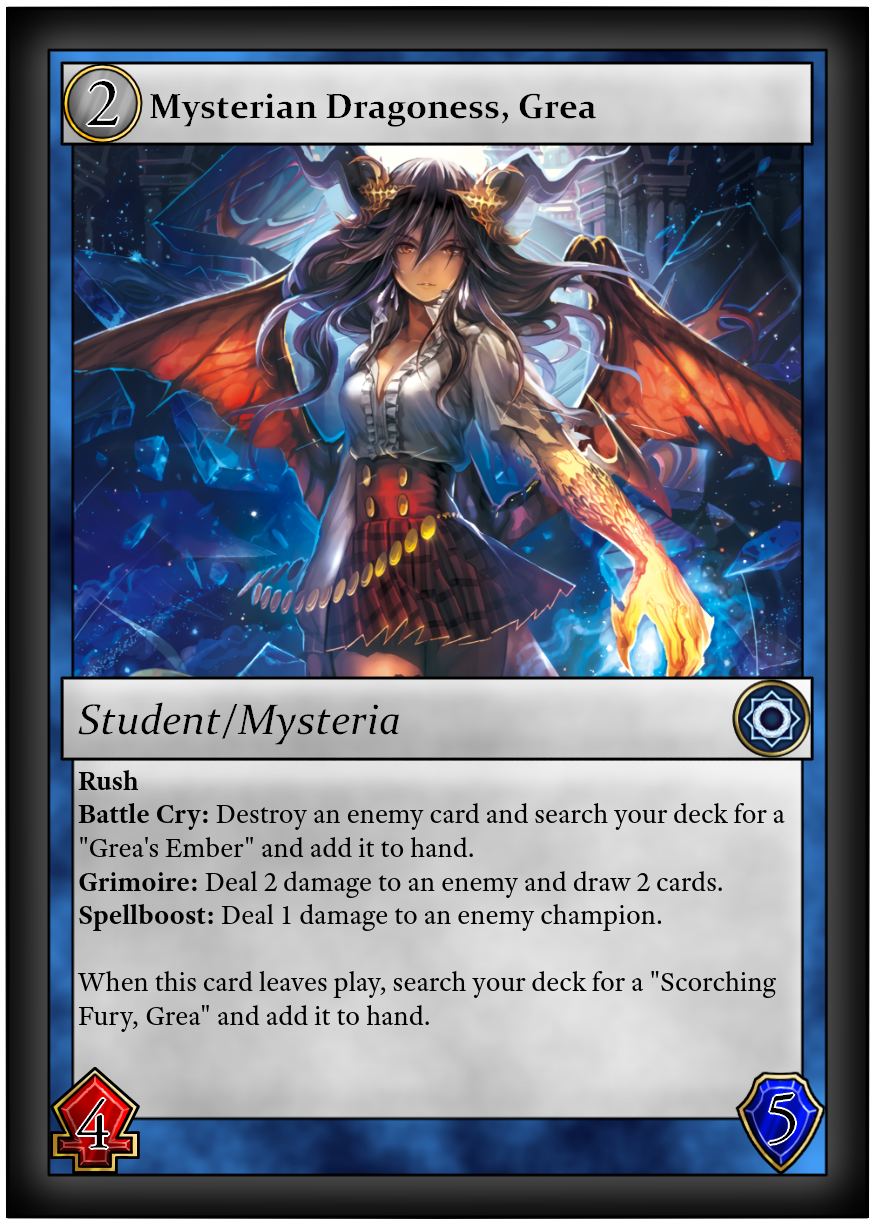 2
Mysterian Dragoness, Grea
Student/Mysteria
Rush
Battle Cry: Destroy an enemy card and search your deck for a
"Grea's Ember" and add it to hand.
Grimoire: Deal 2 damage to an enemy and draw 2 cards.
Spellboost: Deal 1 damage to an enemy champion.
When this card leaves play, search your deck for a "Scorching
Fury, Grea" and add it to hand.
4
5